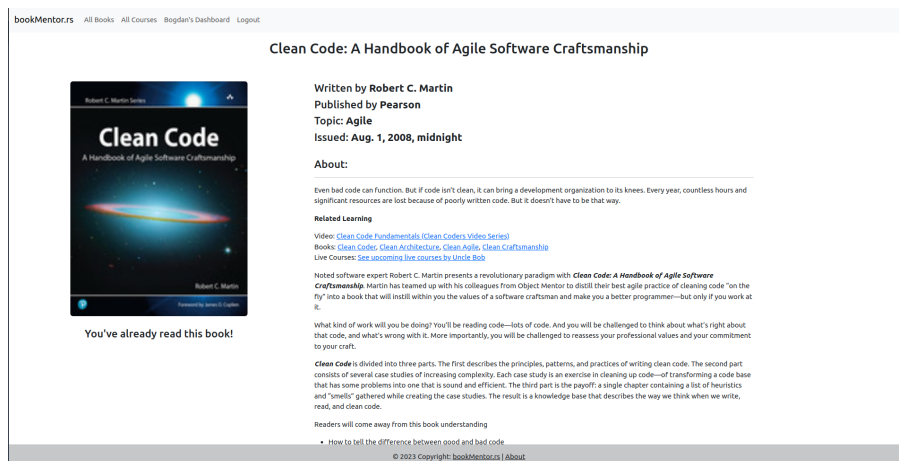 bookMentor.rs All Books All Courses Bogdan's Dashboard Logout
Clean Code: A Handbook of Agile Software Craftsmanship
Robert C. Martin Series
Clean Code
A Handbook of Agile Software Craftsmanship
Robert C. Martin
Foreword by James O. Coplien
You've already read this book!
Written by Robert C. Martin
Published by Pearson
Topic: Agile
Issued: Aug. 1, 2008, midnight
About:
Even bad code can function. But if code isn't clean, it can bring a development organization to its knees. Every year, countless hours and
significant resources are lost because of poorly written code. But it doesn't have to be that way.
Related Learning
Video: Clean Code Fundamentals (Clean Coders Video Series)
Books: Clean Coder, Clean Architecture, Clean Agile, Clean Craftsmanship
Live Courses: See upcoming live courses by Uncle Bob
Noted software expert Robert C. Martin presents a revolutionary paradigm with Clean Code: A Handbook of Agile Software
Craftsmanship. Martin has teamed up with his colleagues from Object Mentor to distill their best agile practice of cleaning code "on the
fly" into a book that will instill within you the values of a software craftsman and make you a better programmer—but only if you work at
it.
What kind of work will you be doing? You'll be reading code—lots of code. And you will be challenged to think about what's right about
that code, and what's wrong with it. More importantly, you will be challenged to reassess your professional values and your commitment
to your craft.
Clean Code is divided into three parts. The first describes the principles, patterns, and practices of writing clean code. The second part
consists of several case studies of increasing complexity. Each case study is an exercise in cleaning up code—of transforming a code base
that has some problems into one that is sound and efficient. The third part is the payoff: a single chapter containing a list of heuristics
and "smells" gathered while creating the case studies. The result is a knowledge base that describes the way we think when we write,
read, and clean code.
Readers will come away from this book understanding
• How to tell the difference between good and bad code
© 2023 Copyright: bookMentor.rs | About